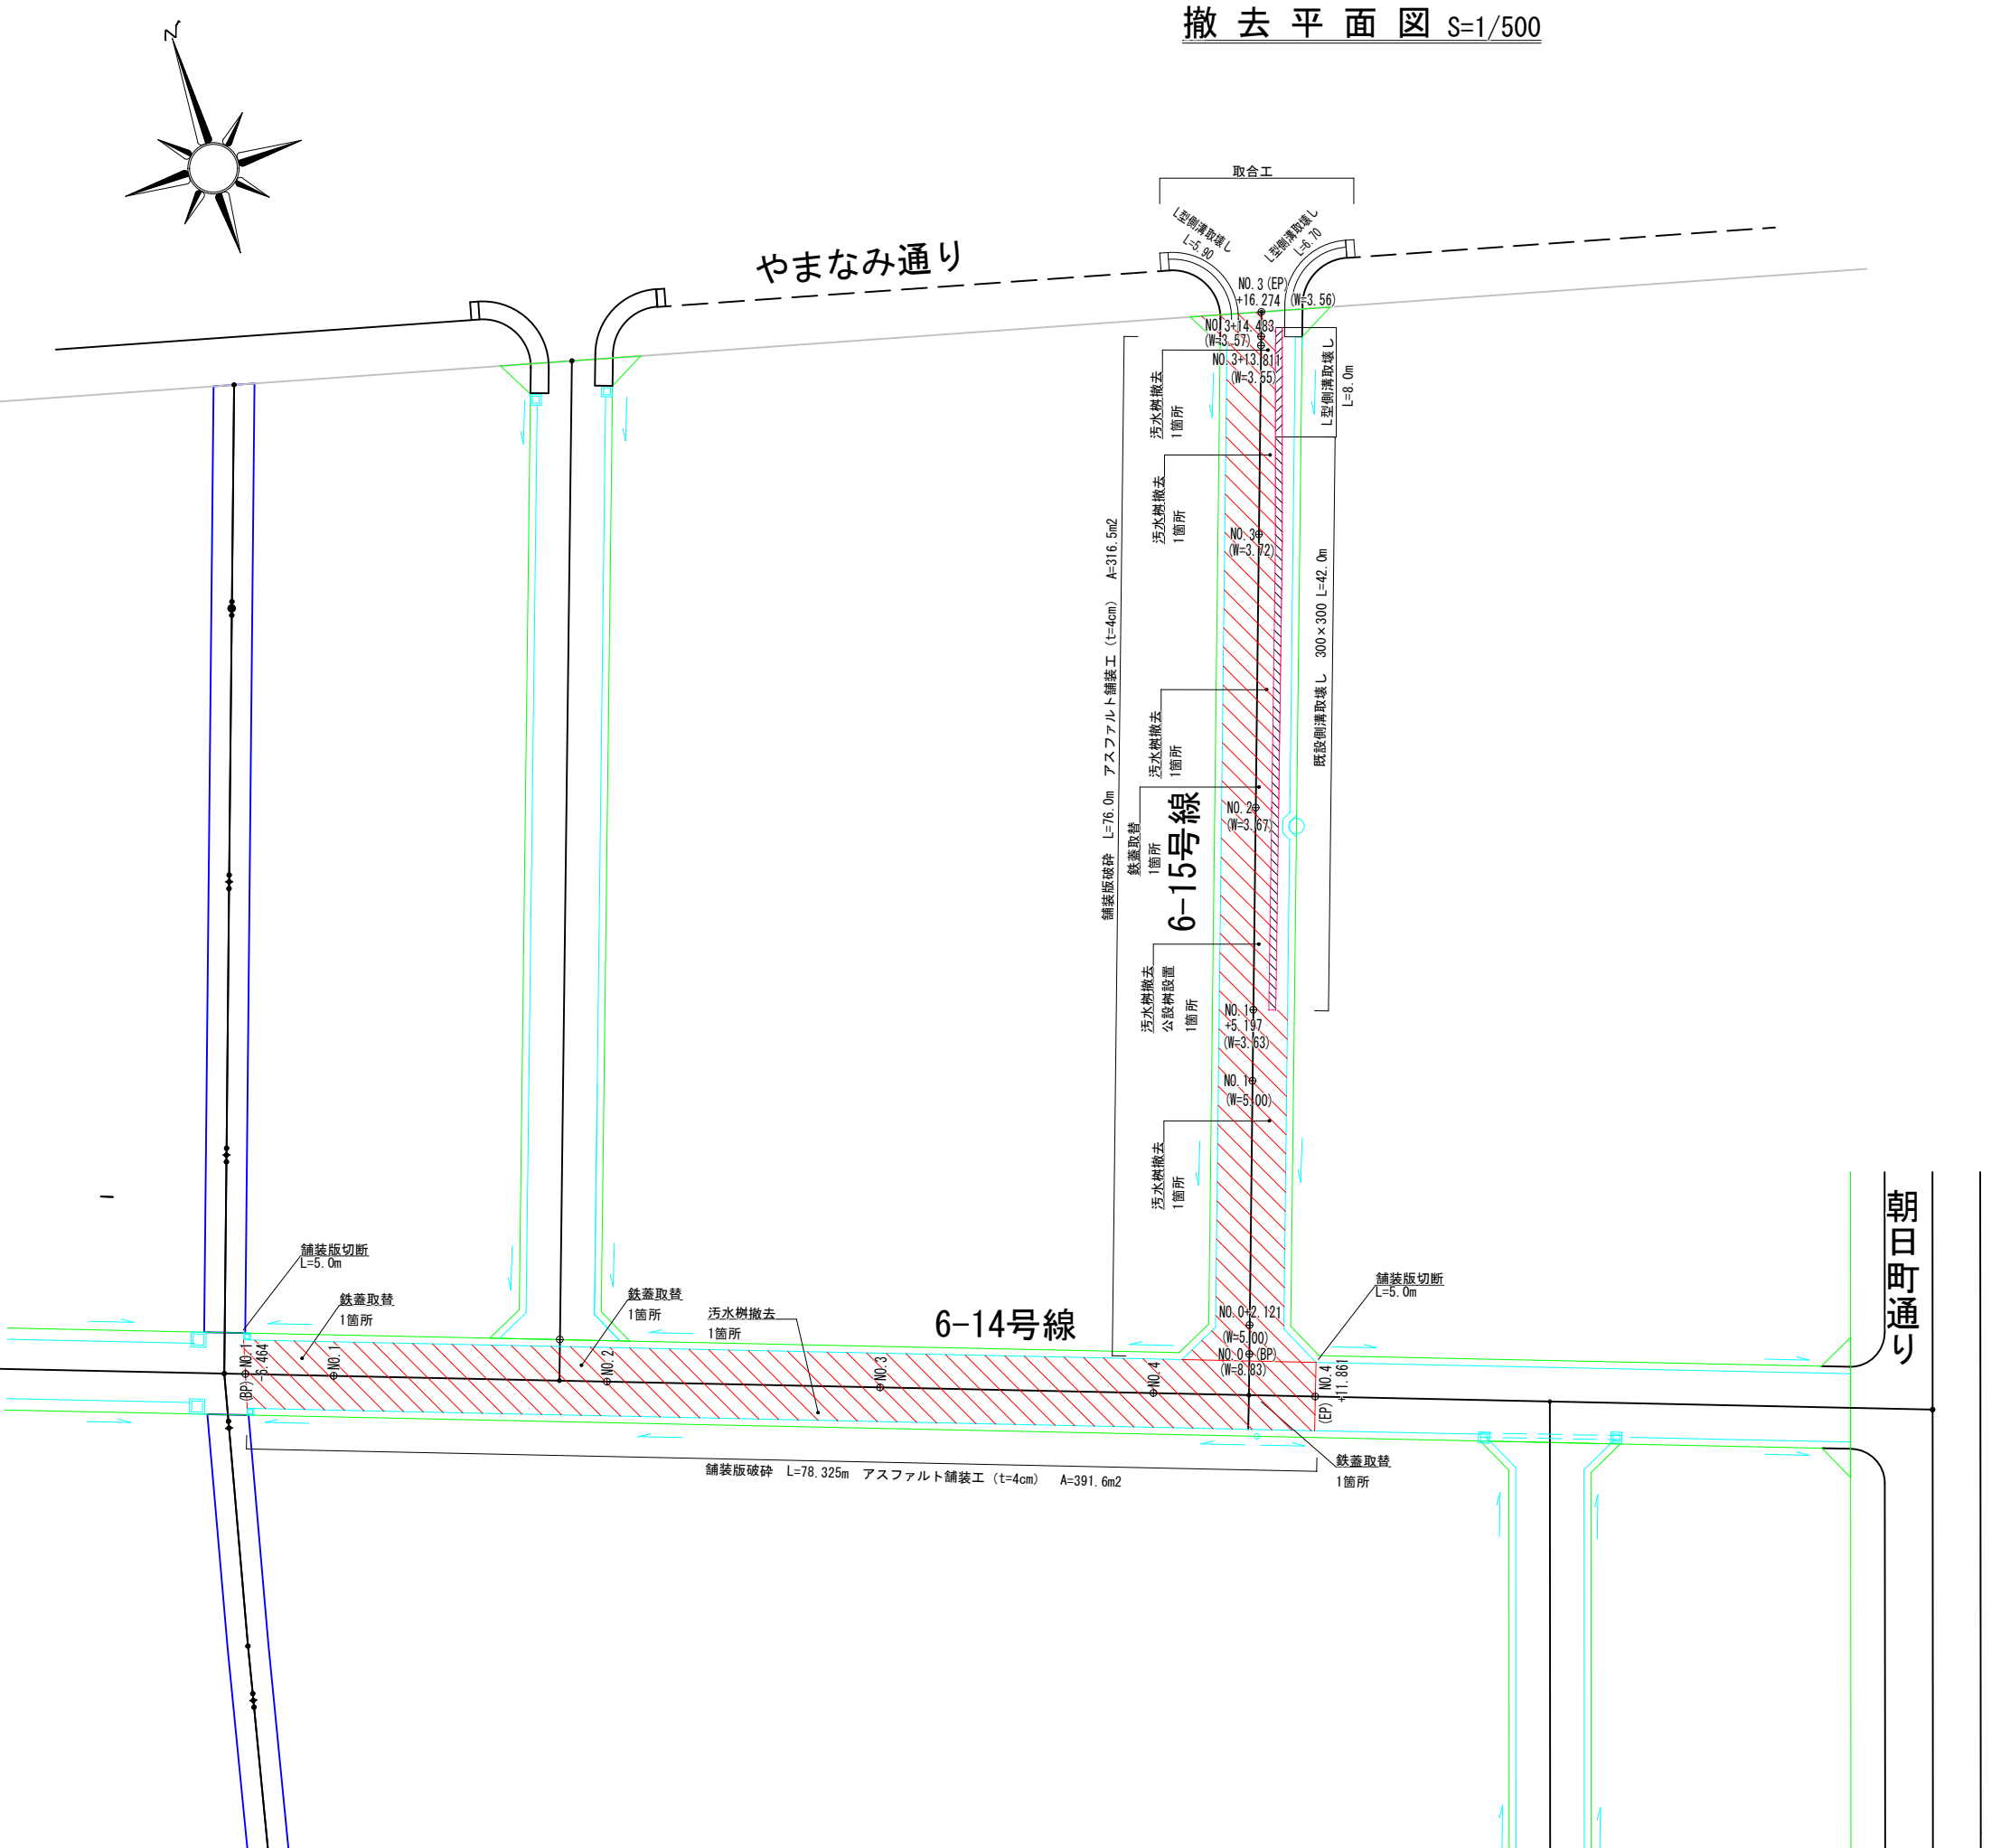 撤去平面図 S=1/500
N
取合工
L型側溝取壊し
L=5.90
L型側溝取壊し
L=6.70
やまなみ通り
NO.3(EP)
+16.274 (W=3.56)
NO.3+14.483
(W=3.57)
NO.3+13.811
(W=3.55)
L型側溝取壊し
L=8.0m
汚水桝撤去
1箇所
汚水桝撤去
1箇所
NO.3
(W=3.72)
舗装版破砕 L=76.0m アスファルト舗装工（t=4cm） A=316.5m2
既設側溝取壊し 300×300 L=42.0m
汚水桝撤去
1箇所
鉄蓋取替
1箇所
6-15号線
NO.2
(W=3.67)
汚水桝撤去
公設桝設置
1箇所
NO.1
+5.197
(W=3.63)
NO.1
(W=5.00)
汚水桝撤去
1箇所
朝日町通り
舗装版切断
L=5.0m
鉄蓋取替
1箇所
鉄蓋取替
1箇所
汚水桝撤去
1箇所
6-14号線
NO.0+2.121
(W=5.00)
NO.0 (BP)
(W=8.83)
舗装版切断
L=5.0m
(BP) NO.1
-6.464
NO.1
NO.2
NO.3
NO.4
(EP) NO.4
+11.861
舗装版破砕 L=78.325m アスファルト舗装工（t=4cm） A=391.6m2
鉄蓋取替
1箇所